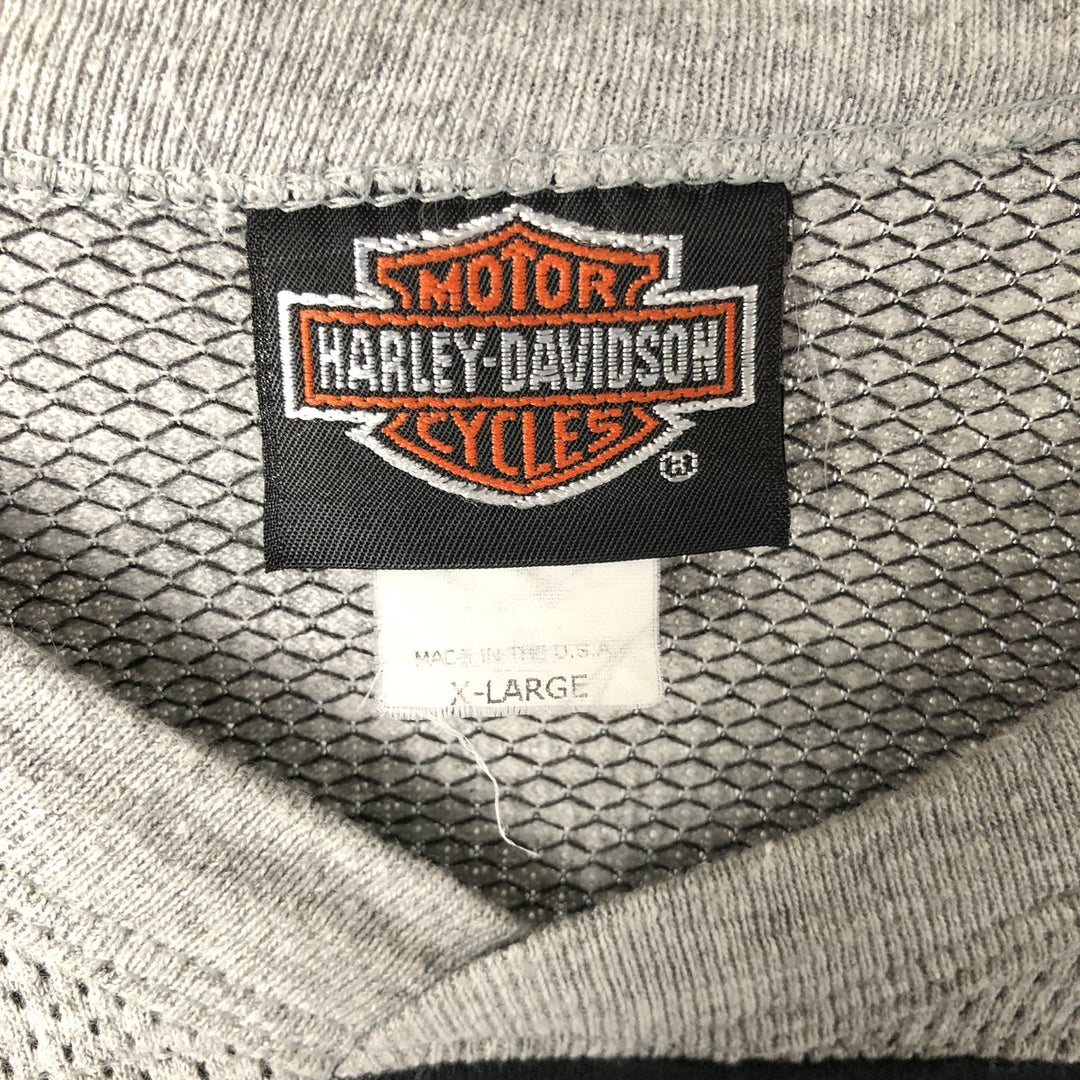 MOTOR
HARLEY-DAVIDSON
CYCLES
®
MADE IN THE U.S.A.
X-LARGE